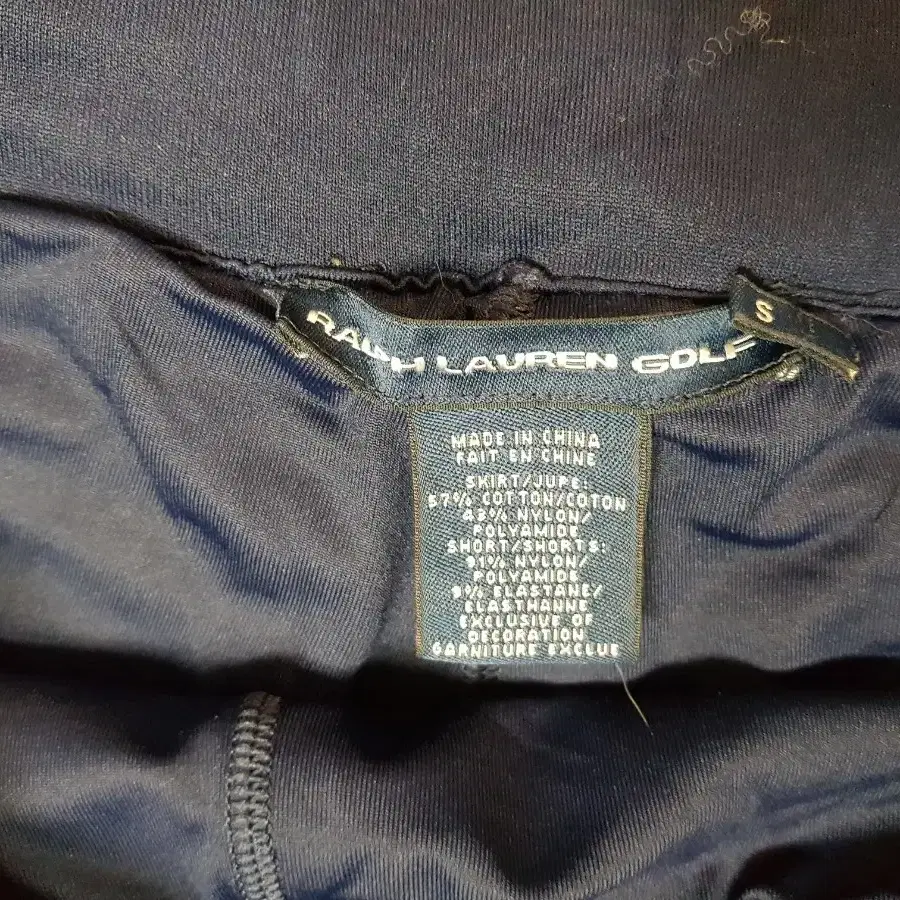 RALPH LAUREN GOLF
S
MADE IN CHINA
FAIT EN CHINE
SKIRT/JUPE:
57% COTTON/COTON
43% NYLON/
POLYAMIDE
SHORT/SHORTS:
91% NYLON/
POLYAMIDE
9% ELASTANE/
ELASTHANNE
EXCLUSIVE OF
DECORATION
GARNITURE EXCLUE